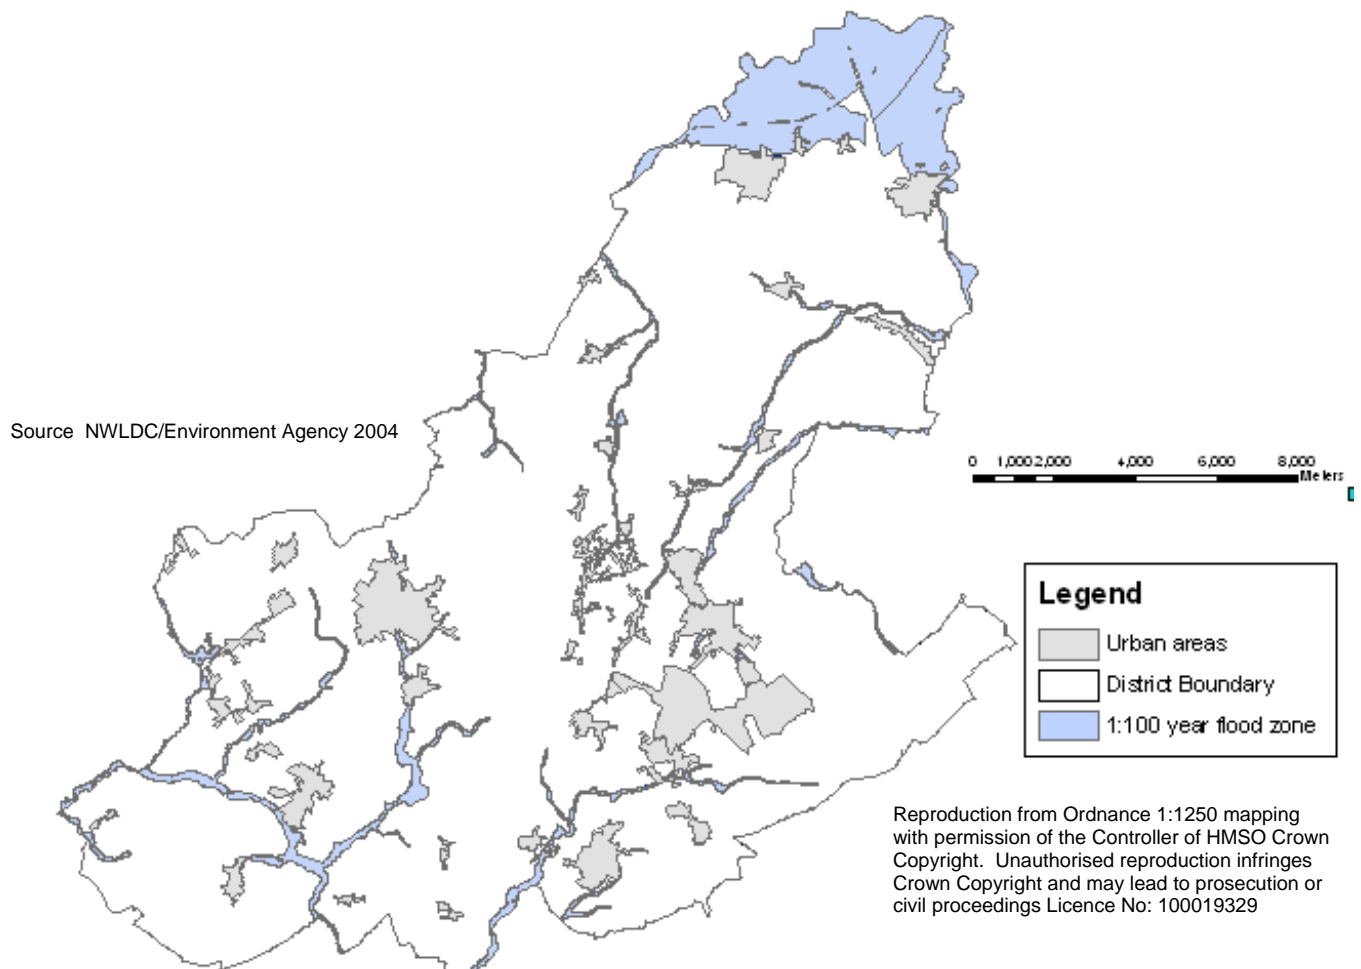 Source NWLDC/Environment Agency 2004
0 1,000 2,000 4,000 6,000 8,000
Meters
Legend
Urban areas
District Boundary
1:100 year flood zone
Reproduction from Ordnance 1:1250 mapping
with permission of the Controller of HMSO Crown
Copyright. Unauthorised reproduction infringes
Crown Copyright and may lead to prosecution or
civil proceedings Licence No: 100019329